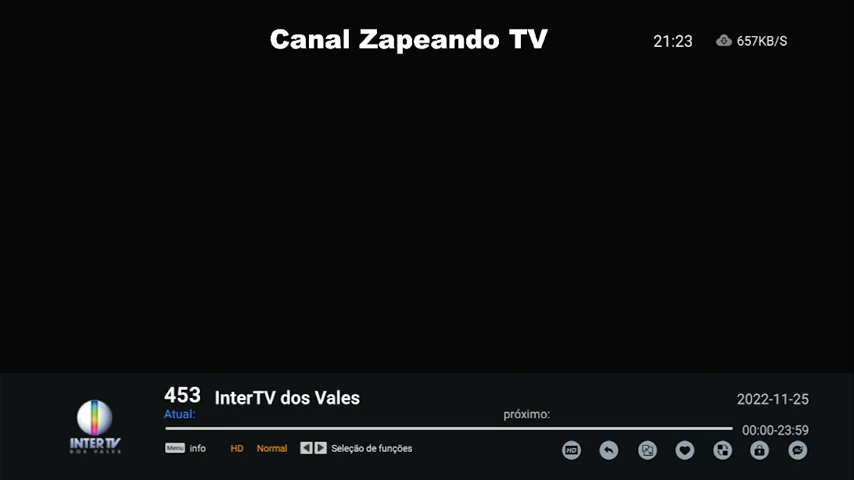 Canal Zapeando TV
21:23 657KB/S
453 InterTV dos Vales 2022-11-25
Atual: próximo:
00:00-23:59
INTER TV
DOS VALES
Menu info HD Normal Seleção de funções HD